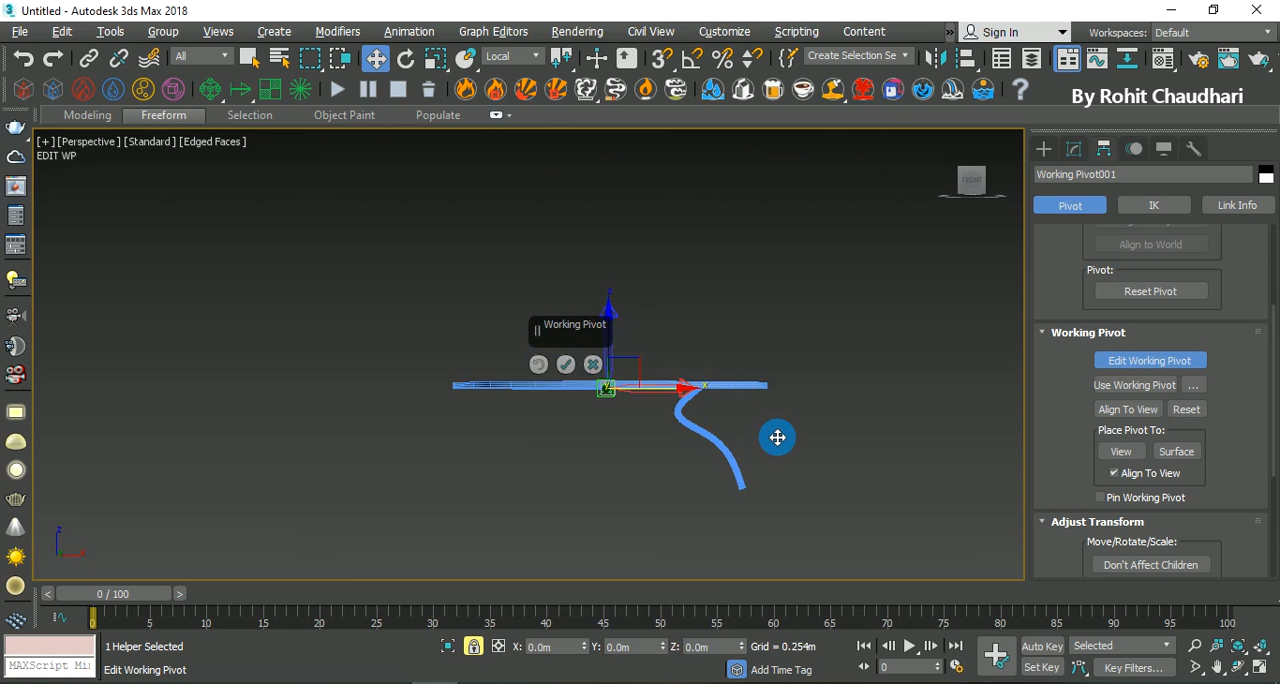 Untitled - Autodesk 3ds Max 2018
File Edit Tools Group Views Create Modifiers Animation Graph Editors Rendering Civil View Customize Scripting Content » Sign In Workspaces: Default
All Local Create Selection Se
By Rohit Chaudhari
Modeling Freeform Selection Object Paint Populate
[+] [Perspective] [Standard] [Edged Faces]
EDIT WP
FRONT
Working Pivot
z
x
z
Working Pivot001
Pivot IK Link Info
Align to World
Pivot:
Reset Pivot
Working Pivot
Edit Working Pivot
Use Working Pivot ...
Align To View Reset
Place Pivot To:
View Surface
Align To View
Pin Working Pivot
Adjust Transform
Move/Rotate/Scale:
Don't Affect Children
< 0 / 100 >
0 5 10 15 20 25 30 35 40 45 50 55 60 65 70 75 80 85 90 95 100
1 Helper Selected X: 0.0m Y: 0.0m Z: 0.0m Grid = 0.254m Auto Key Selected
MAXScript Mi: Edit Working Pivot Add Time Tag 0 Set Key Key Filters...